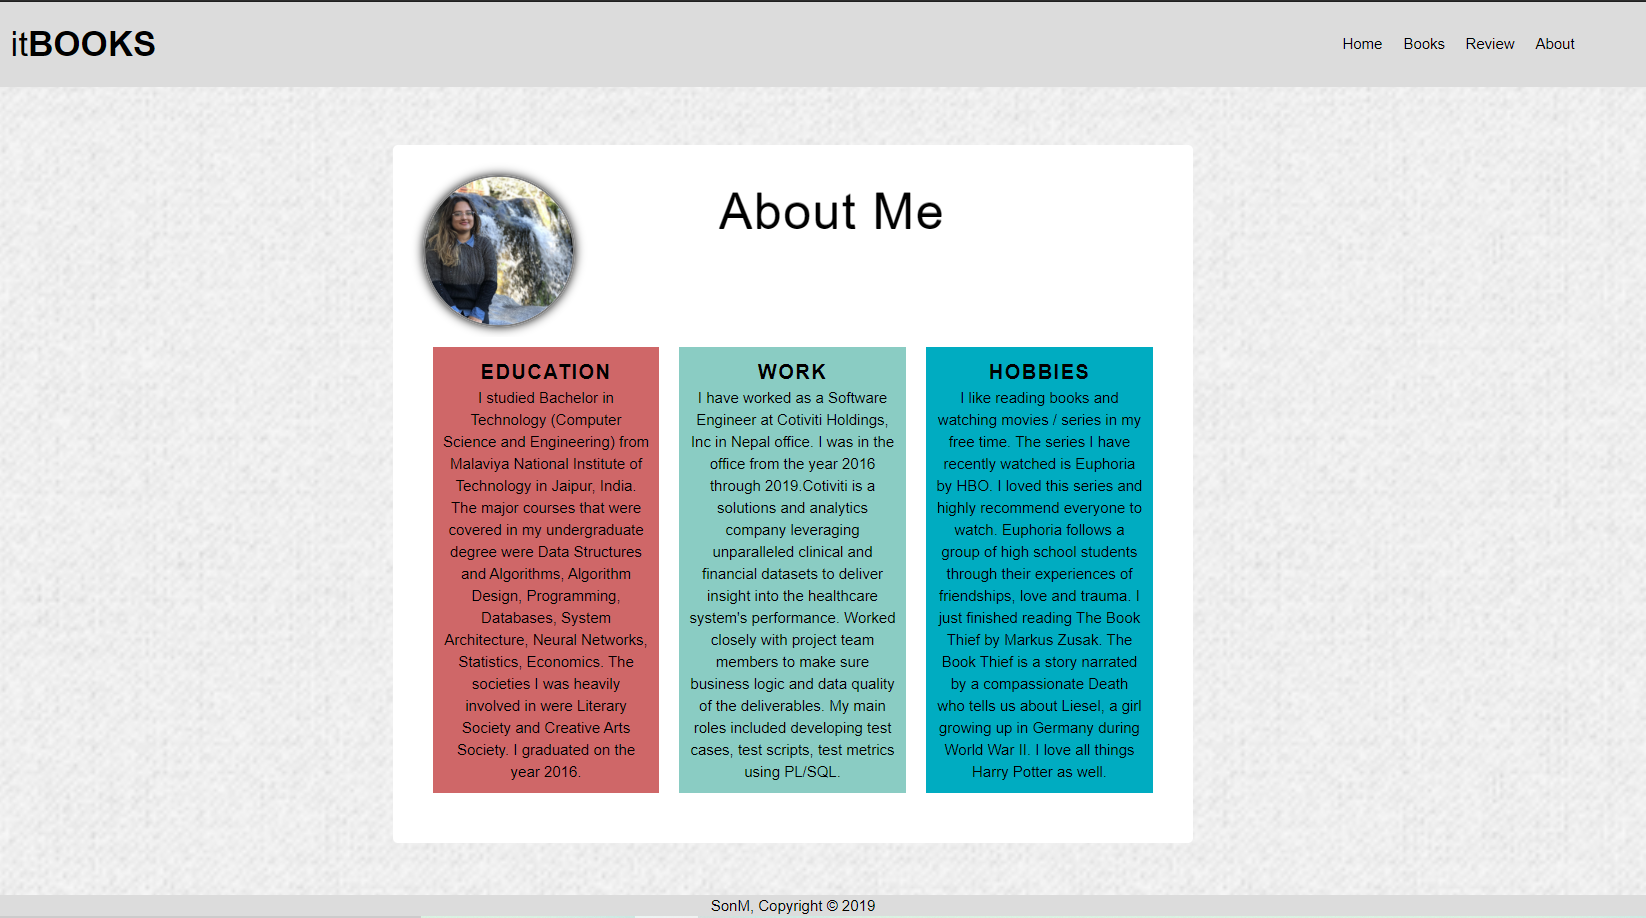 itBOOKS
Home Books Review About
About Me
EDUCATION
I studied Bachelor in
Technology (Computer
Science and Engineering) from
Malaviya National Institute of
Technology in Jaipur, India.
The major courses that were
covered in my undergraduate
degree were Data Structures
and Algorithms, Algorithm
Design, Programming,
Databases, System
Architecture, Neural Networks,
Statistics, Economics. The
societies I was heavily
involved in were Literary
Society and Creative Arts
Society. I graduated on the
year 2016.
WORK
I have worked as a Software
Engineer at Cotiviti Holdings,
Inc in Nepal office. I was in the
office from the year 2016
through 2019.Cotiviti is a
solutions and analytics
company leveraging
unparalleled clinical and
financial datasets to deliver
insight into the healthcare
system's performance. Worked
closely with project team
members to make sure
business logic and data quality
of the deliverables. My main
roles included developing test
cases, test scripts, test metrics
using PL/SQL.
HOBBIES
I like reading books and
watching movies / series in my
free time. The series I have
recently watched is Euphoria
by HBO. I loved this series and
highly recommend everyone to
watch. Euphoria follows a
group of high school students
through their experiences of
friendships, love and trauma. I
just finished reading The Book
Thief by Markus Zusak. The
Book Thief is a story narrated
by a compassionate Death
who tells us about Liesel, a girl
growing up in Germany during
World War II. I love all things
Harry Potter as well.
SonM, Copyright © 2019